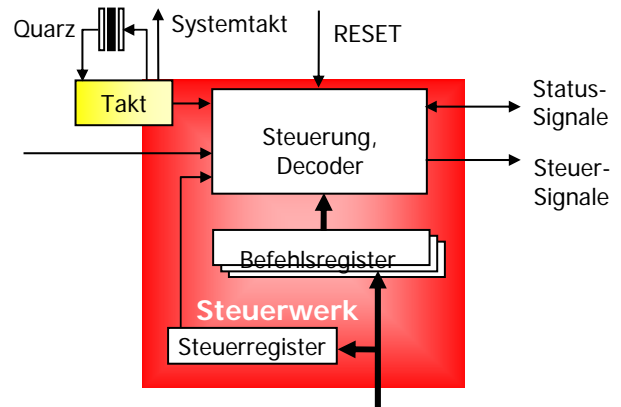 Quarz
Systemtakt
RESET
Takt
Status-
Signale
Steuerung,
Decoder
Steuer-
Signale
Befehlsregister
Steuerwerk
Steuerregister